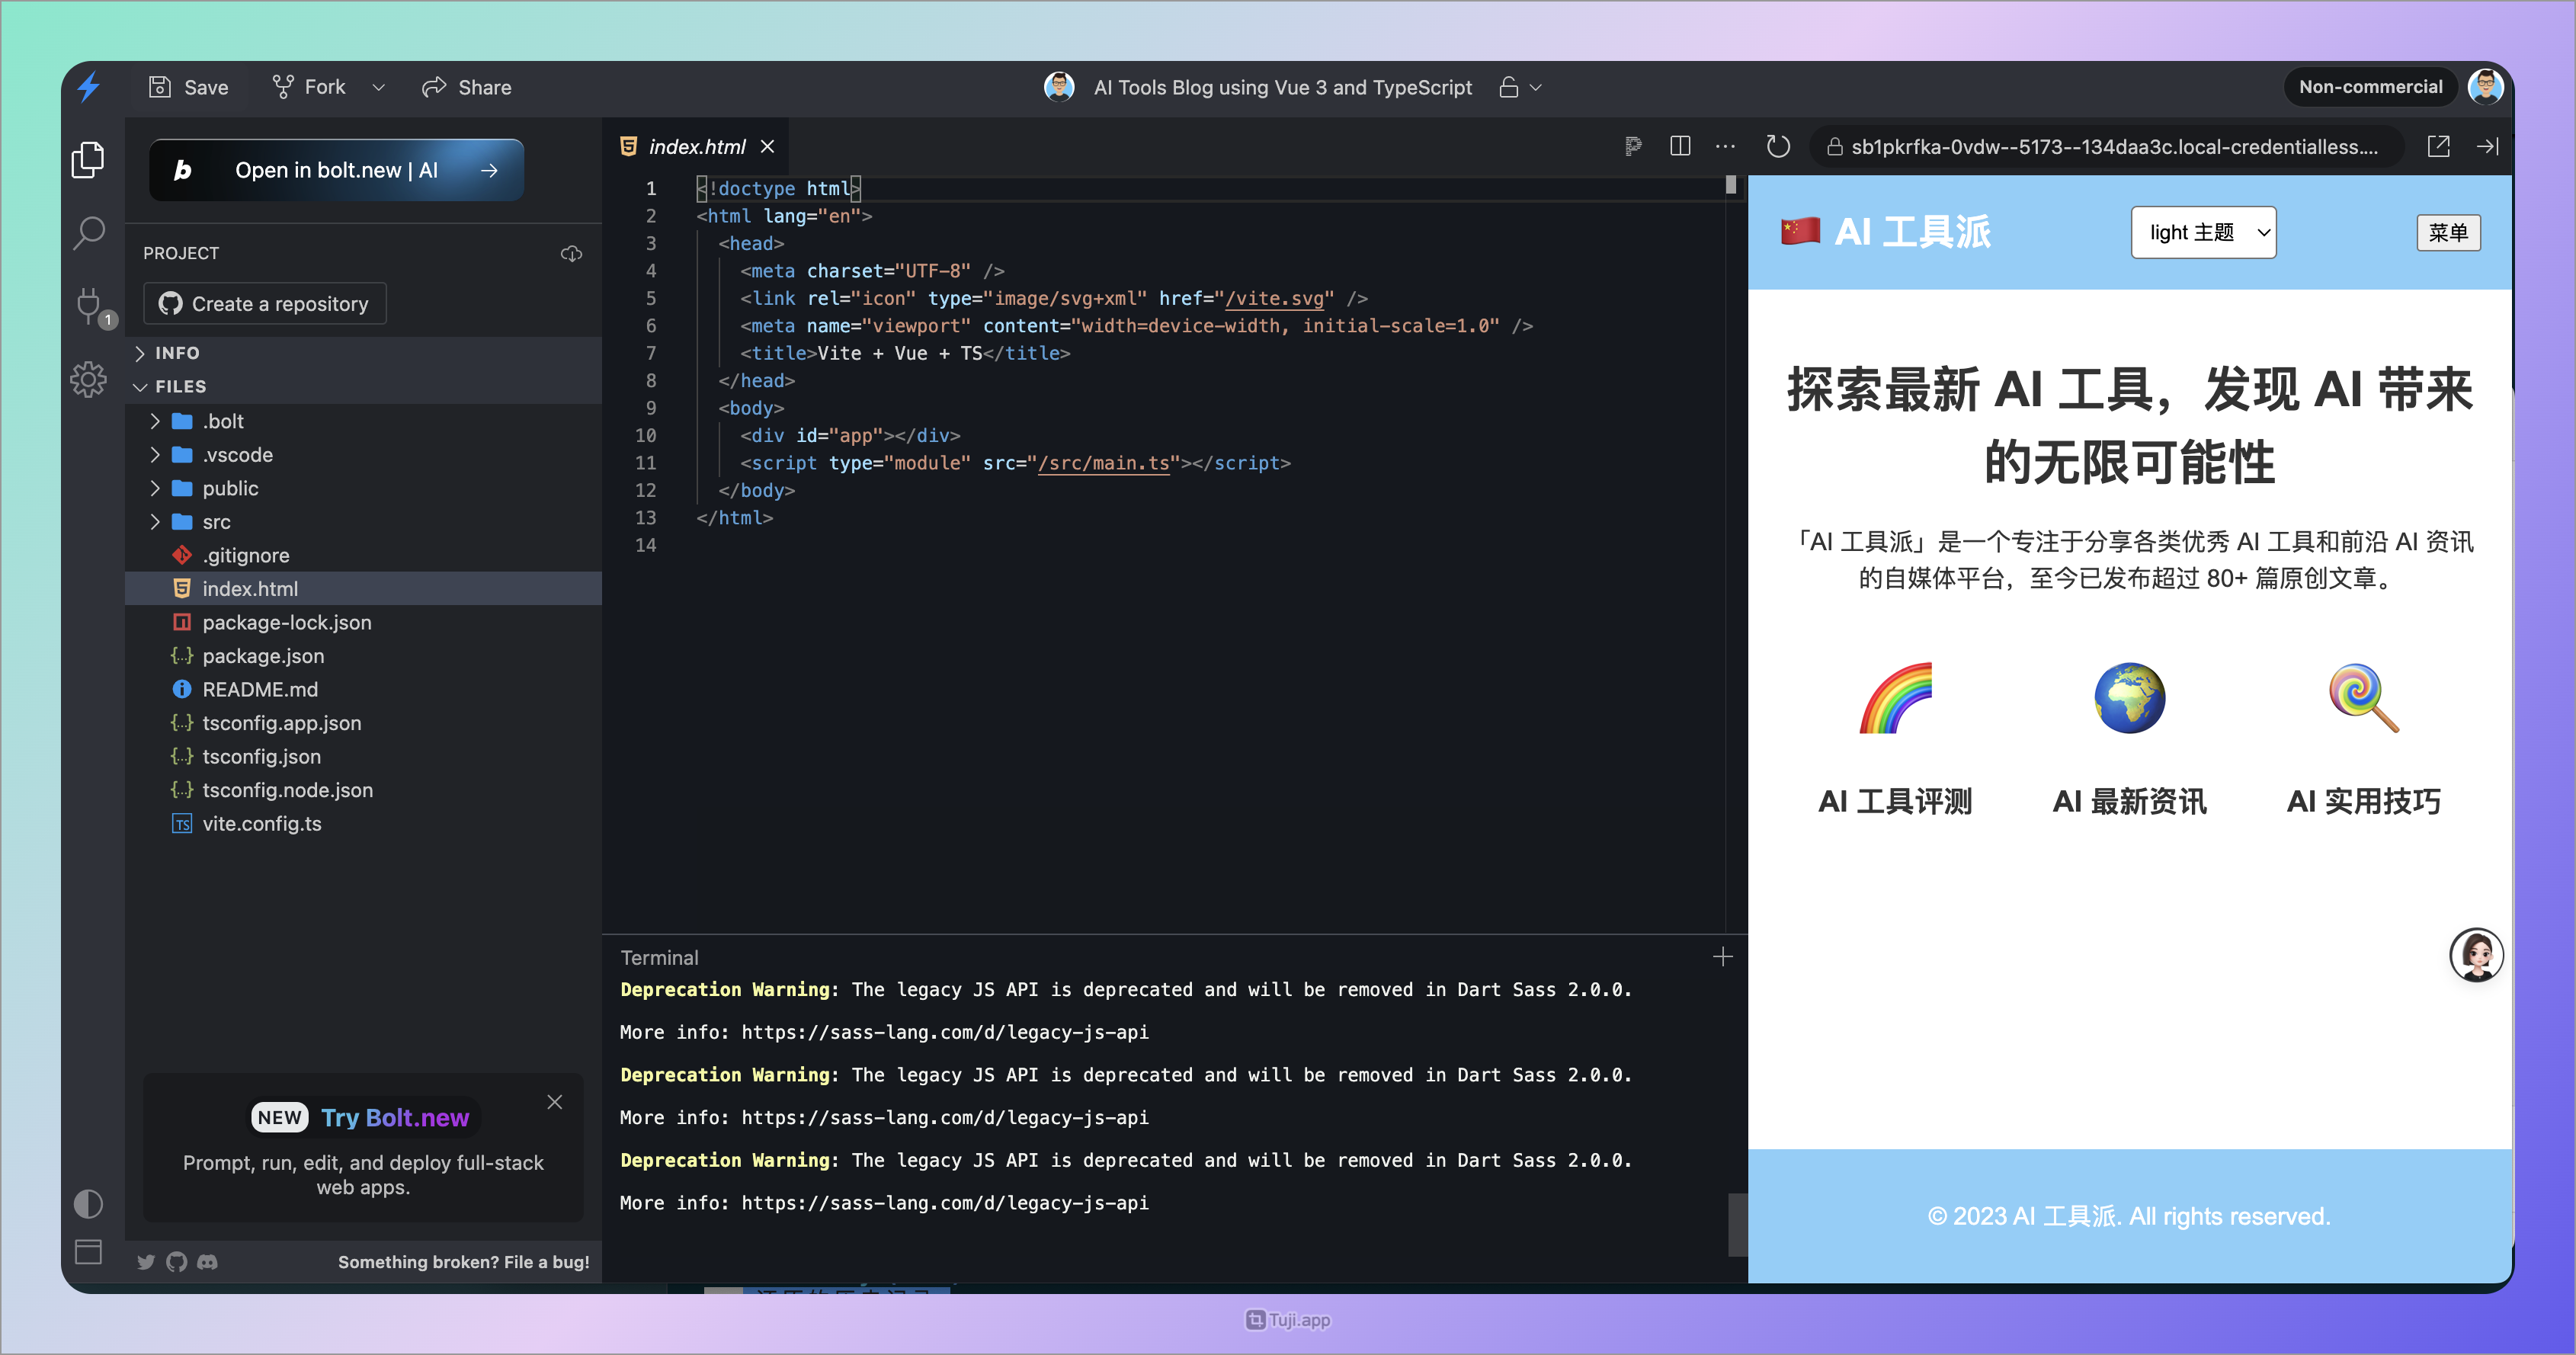 Save
Fork
Share
AI Tools Blog using Vue 3 and TypeScript
Non-commercial
b
Open in bolt.new | AI
PROJECT
Create a repository
1
INFO
FILES
.bolt
.vscode
public
src
.gitignore
index.html
package-lock.json
package.json
README.md
tsconfig.app.json
tsconfig.json
tsconfig.node.json
TS vite.config.ts
NEW Try Bolt.new
Prompt, run, edit, and deploy full-stack
web apps.
Something broken? File a bug!
index.html
1 <!doctype html>
2 <html lang="en">
3 <head>
4 <meta charset="UTF-8" />
5 <link rel="icon" type="image/svg+xml" href="/vite.svg" />
6 <meta name="viewport" content="width=device-width, initial-scale=1.0" />
7 <title>Vite + Vue + TS</title>
8 </head>
9 <body>
10 <div id="app"></div>
11 <script type="module" src="/src/main.ts"></script>
12 </body>
13 </html>
14
Terminal
Deprecation Warning: The legacy JS API is deprecated and will be removed in Dart Sass 2.0.0.
More info: https://sass-lang.com/d/legacy-js-api
Deprecation Warning: The legacy JS API is deprecated and will be removed in Dart Sass 2.0.0.
More info: https://sass-lang.com/d/legacy-js-api
Deprecation Warning: The legacy JS API is deprecated and will be removed in Dart Sass 2.0.0.
More info: https://sass-lang.com/d/legacy-js-api
sb1pkrfka-0vdw--5173--134daa3c.local-credentialless....
AI 工具派
light 主题
菜单
探索最新 AI 工具，发现 AI 带来
的无限可能性
「AI 工具派」是一个专注于分享各类优秀 AI 工具和前沿 AI 资讯
的自媒体平台，至今已发布超过 80+ 篇原创文章。
AI 工具评测
AI 最新资讯
AI 实用技巧
© 2023 AI 工具派. All rights reserved.
Tuji.app